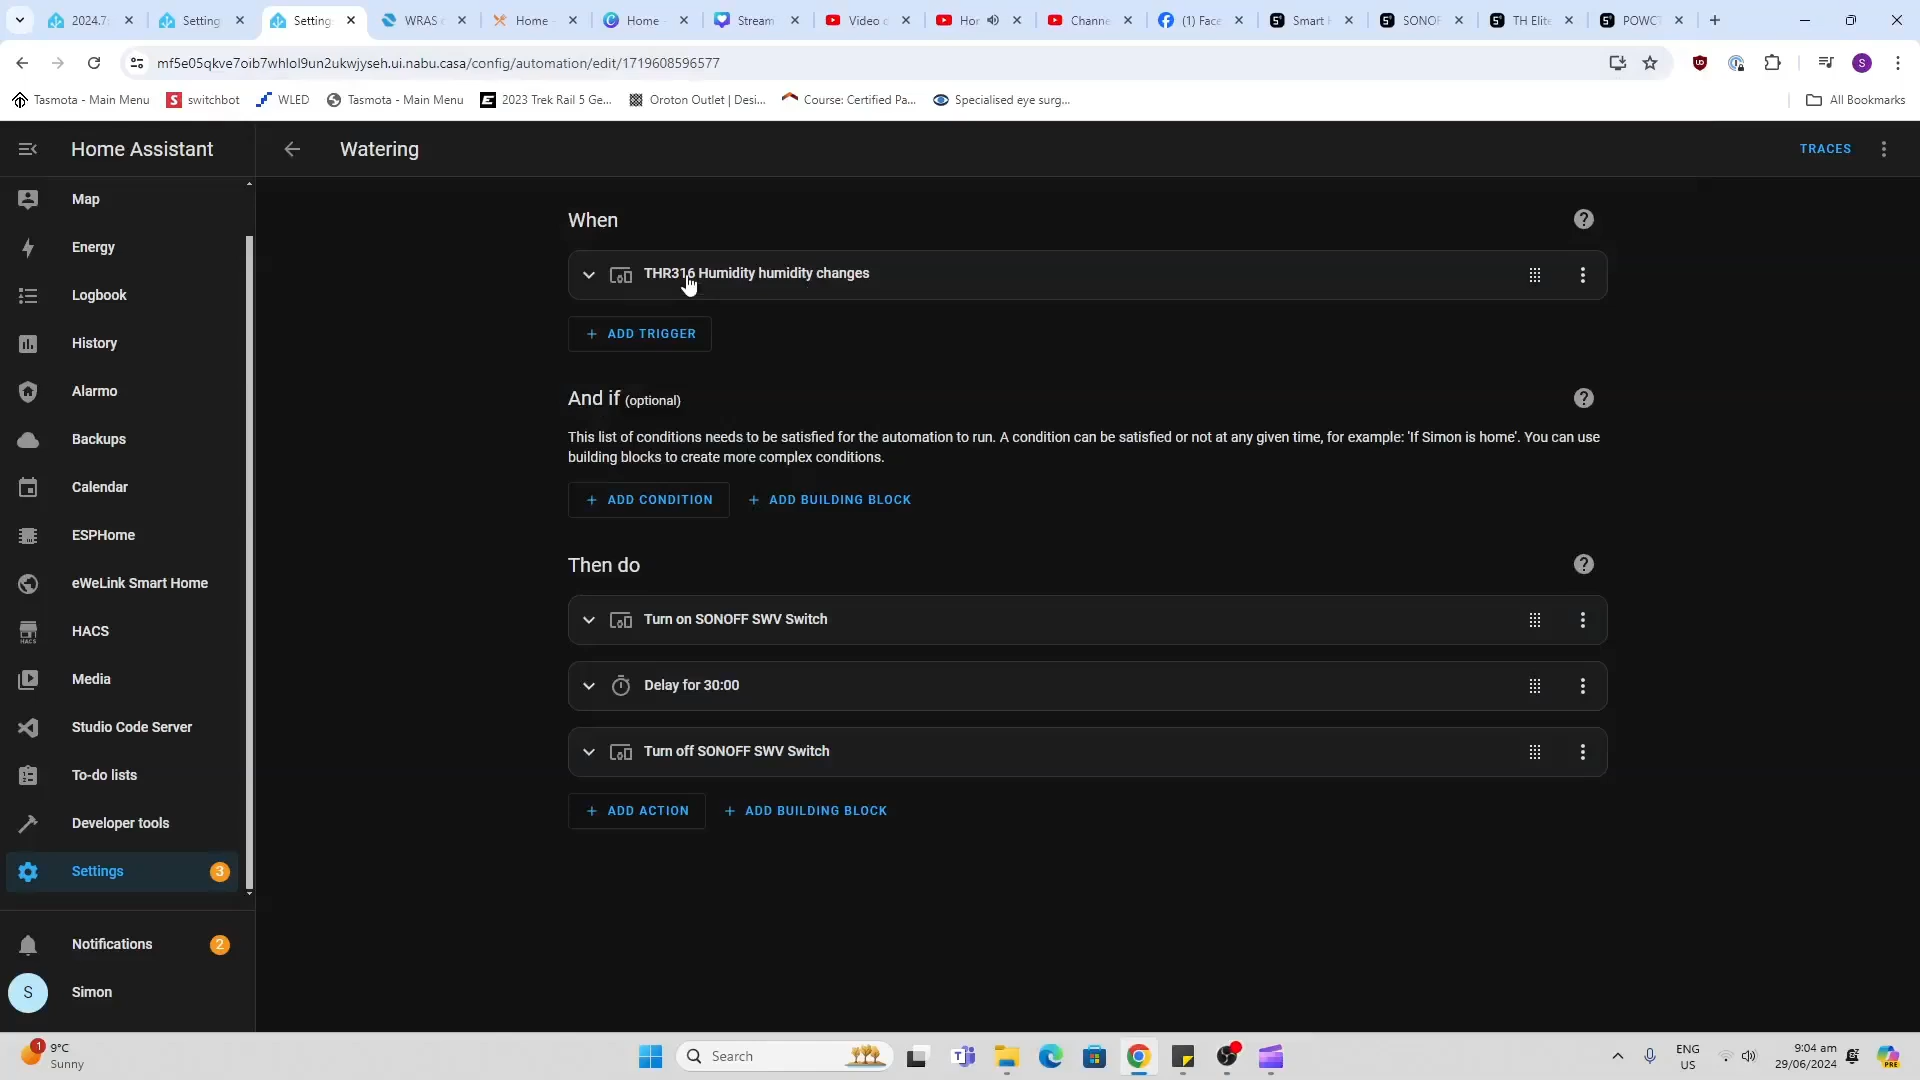 2024.7:
Setting
Setting
WRAS c
Home -
Home -
Stream
Video c
Hor
Channe
(1) Face
Smart H
SONOF
TH Elite
POWC
mf5e05qkve7oib7whlol9un2ukwjyseh.ui.nabu.casa/config/automation/edit/1719608596577
S
Tasmota - Main Menu
switchbot
WLED
Tasmota - Main Menu
2023 Trek Rail 5 Ge...
Oroton Outlet | Desi...
Course: Certified Pa...
Specialised eye surg...
All Bookmarks
Home Assistant
Watering
TRACES
Map
Energy
Logbook
History
Alarmo
Backups
Calendar
ESPHome
eWeLink Smart Home
HACS
Media
Studio Code Server
To-do lists
Developer tools
Settings
3
Notifications
2
S
Simon
When
THR316 Humidity humidity changes
ADD TRIGGER
And if (optional)
This list of conditions needs to be satisfied for the automation to run. A condition can be satisfied or not at any given time, for example: 'If Simon is home'. You can use
building blocks to create more complex conditions.
ADD CONDITION
ADD BUILDING BLOCK
Then do
Turn on SONOFF SWV Switch
Delay for 30:00
Turn off SONOFF SWV Switch
ADD ACTION
ADD BUILDING BLOCK
1
9°C
Sunny
Search
ENG
US
9:04 am
29/06/2024
PRE